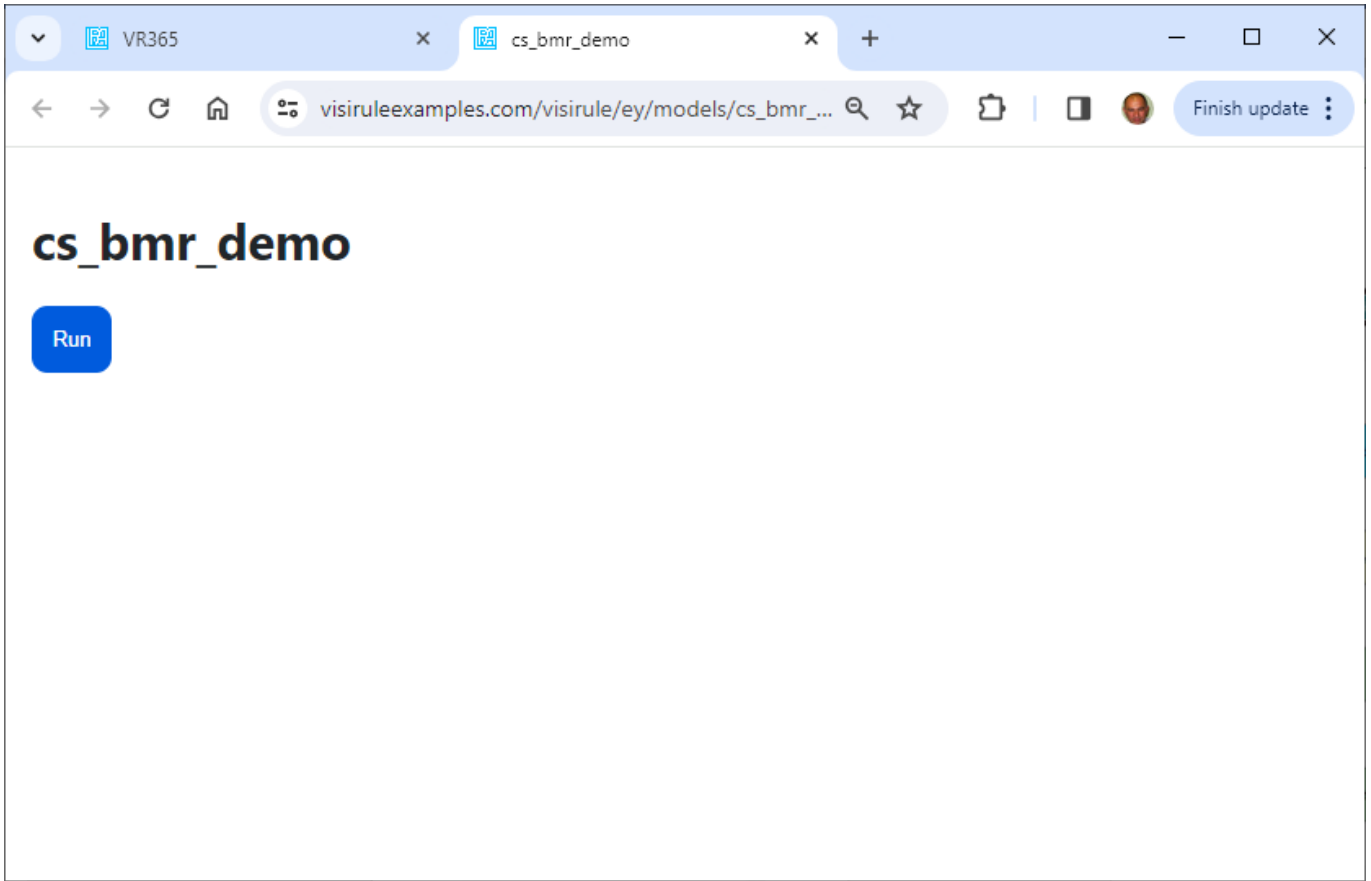 VR365
cs_bmr_demo
visiruleexamples.com/visirule/ey/models/cs_bmr_...
Finish update
cs_bmr_demo
Run